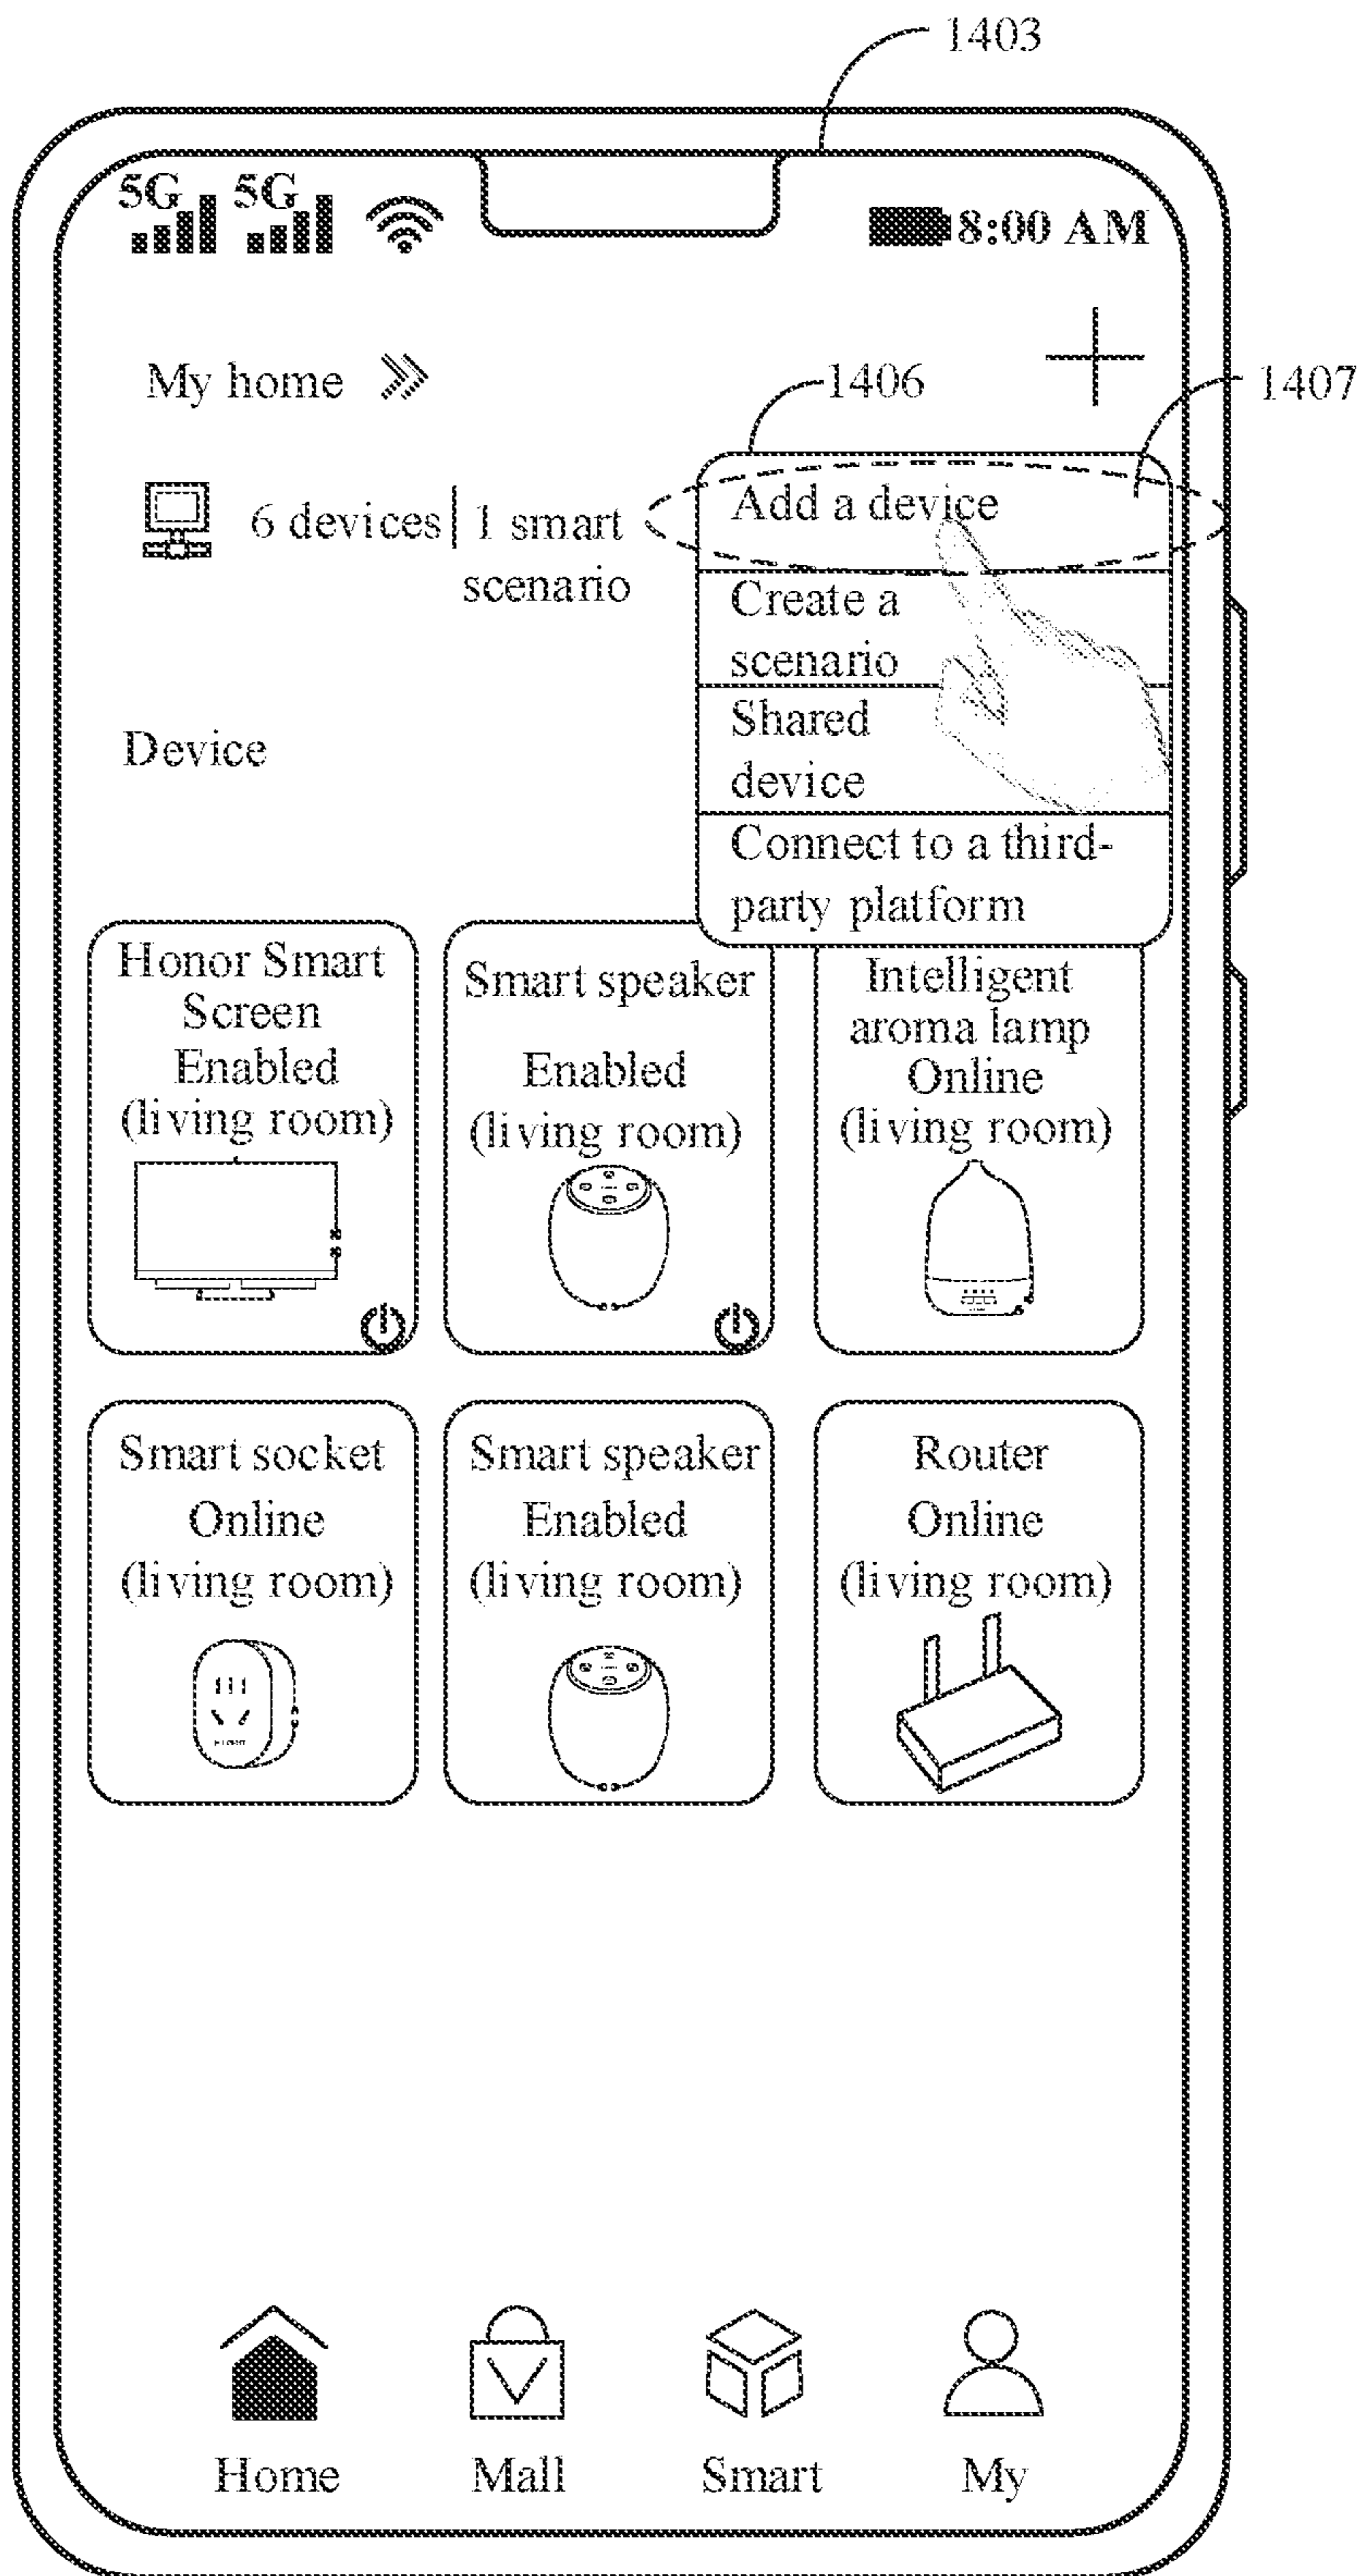 1403
5G 5G
8:00 AM
My home
1406
1407
6 devices | 1 smart
scenario
Add a device
Create a
scenario
Shared
device
Connect to a third-
party platform
Device
Honor Smart
Screen
Enabled
(living room)
Smart speaker
Enabled
(living room)
Intelligent
aroma lamp
Online
(living room)
Smart socket
Online
(living room)
Smart speaker
Enabled
(living room)
Router
Online
(living room)
Home
Mall
Smart
My